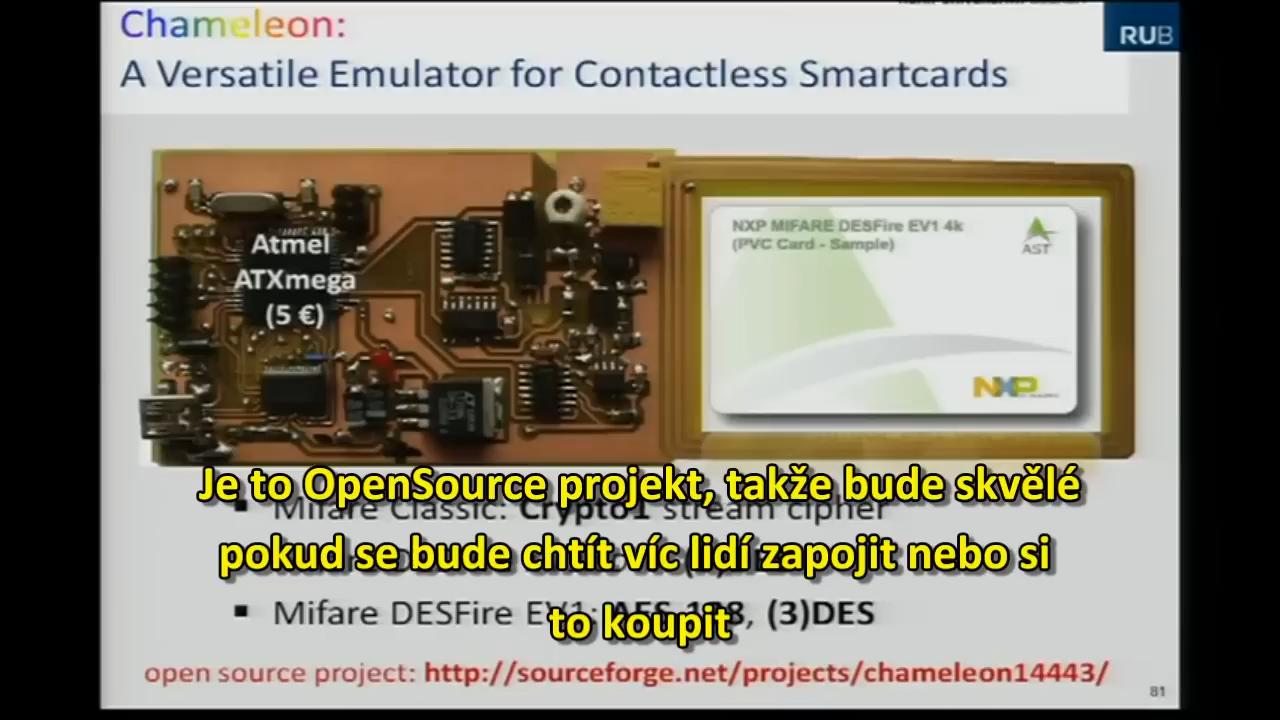 Chameleon:
RUB
A Versatile Emulator for Contactless Smartcards
Atmel
ATXmega
(5 €)
NXP MIFARE DESFire EV1 4k
(PVC Card - Sample)
AST
NXP
Je to OpenSource projekt, takže bude skvělé
pokud se bude chtít víc lidí zapojit nebo si
to koupit
▪ Mifare Classic: Crypto1 stream cipher
▪ Mifare DESFire EV1: AES-128, (3)DES
open source project: http://sourceforge.net/projects/chameleon14443/
81